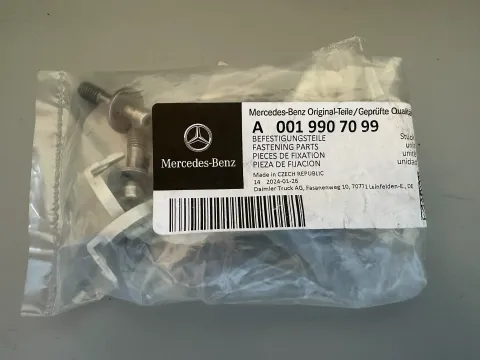 Mercedes-Benz
Mercedes-Benz Original-Teile/Geprüfte
A 001 990 70 99
BEFESTIGUNGSTEILE
FASTENING PARTS
PIECES DE FIXATION
PIEZA DE FIJACION
Made in CZECH REPUBLIC
14 2024-01-26
Daimler Truck AG, Fasanenweg 10, 70771 Leinfelden-E., DE